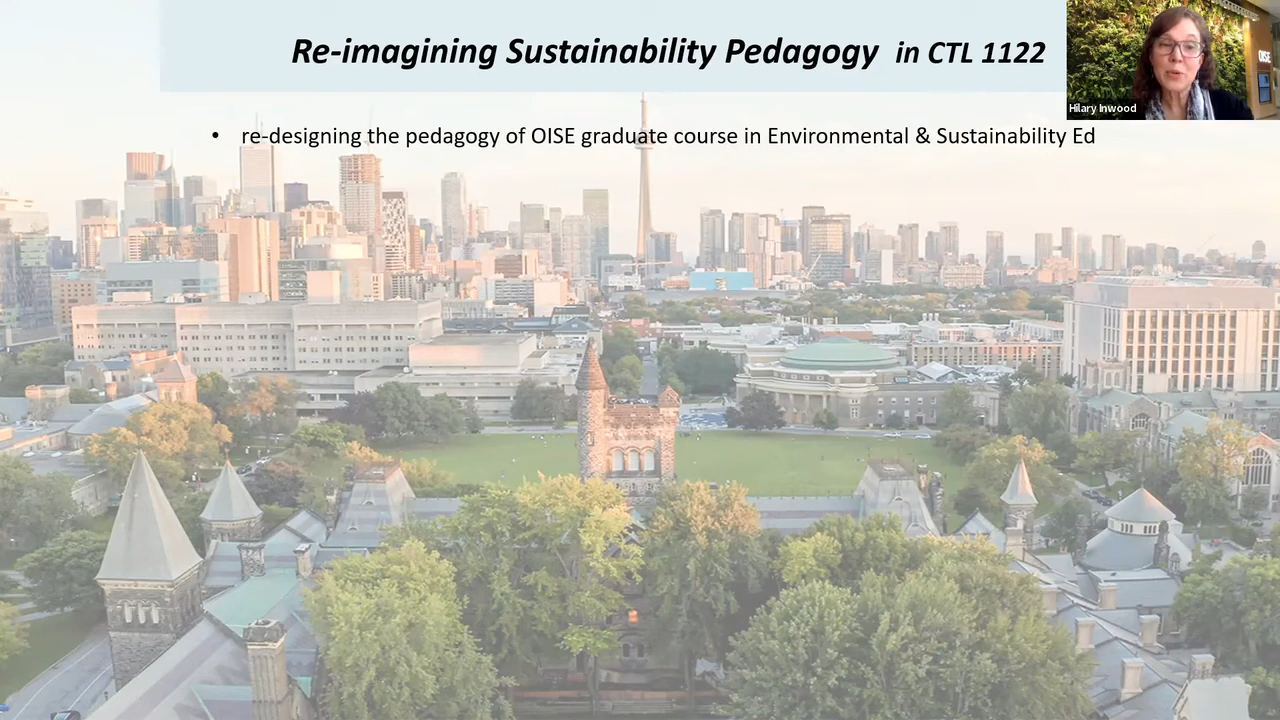 Re-imagining Sustainability Pedagogy in CTL 1122
OISE
Hilary Inwood
• re-designing the pedagogy of OISE graduate course in Environmental & Sustainability Ed